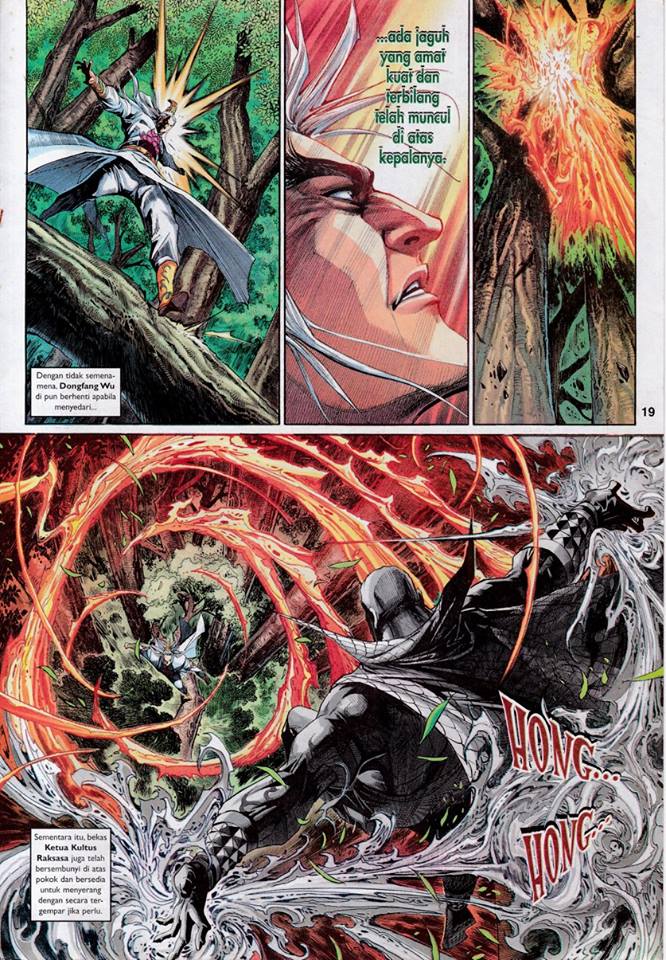 Dengan tidak semena-
mena, Dongfang Wu
di pun berhenti apabila
menyedari...
...ada jaguh
yang amat
kuat dan
terbilang
telah muncul
di atas
kepalanya.
19
HONG...
HONG...
Sementara itu, bekas
Ketua Kultus
Raksasa juga telah
bersembunyi di atas
pokok dan bersedia
untuk menyerang
dengan secara ter-
gempar jika perlu.